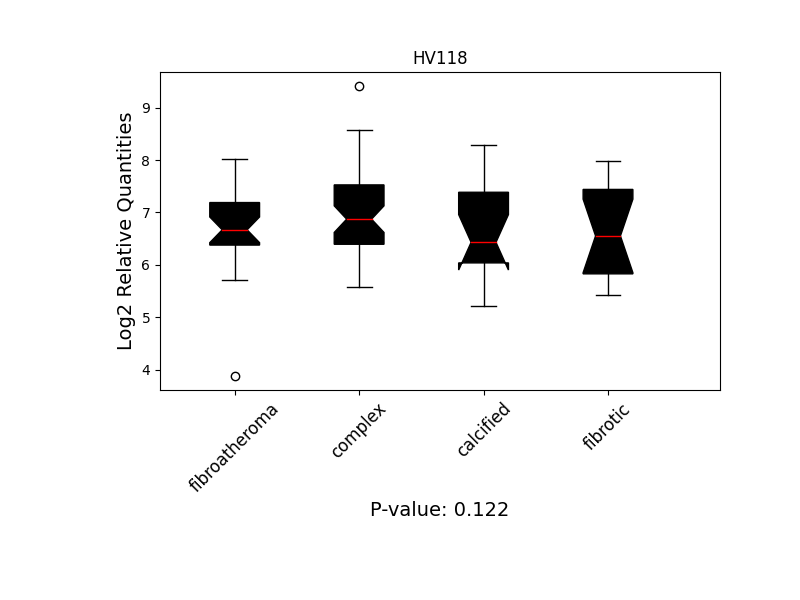 HV118
Log2 Relative Quantities
9
8
7
6
5
4
fibroatheroma
complex
calcified
fibrotic
P-value: 0.122